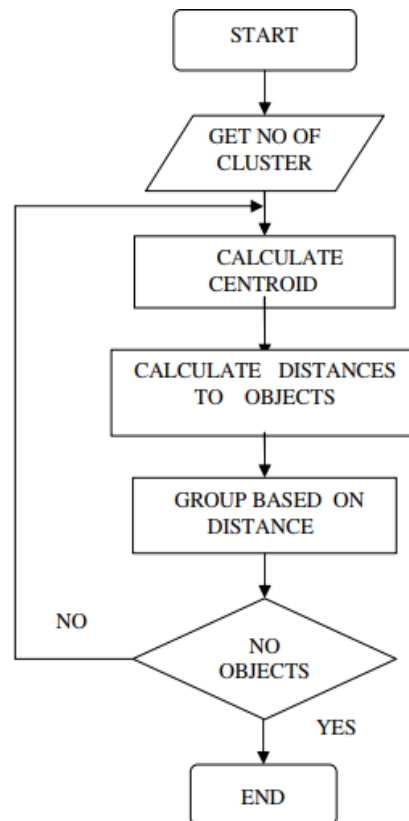 START
GET NO OF
CLUSTER
CALCULATE
CENTROID
CALCULATE DISTANCES
TO OBJECTS
GROUP BASED ON
DISTANCE
NO
NO
OBJECTS
YES
END